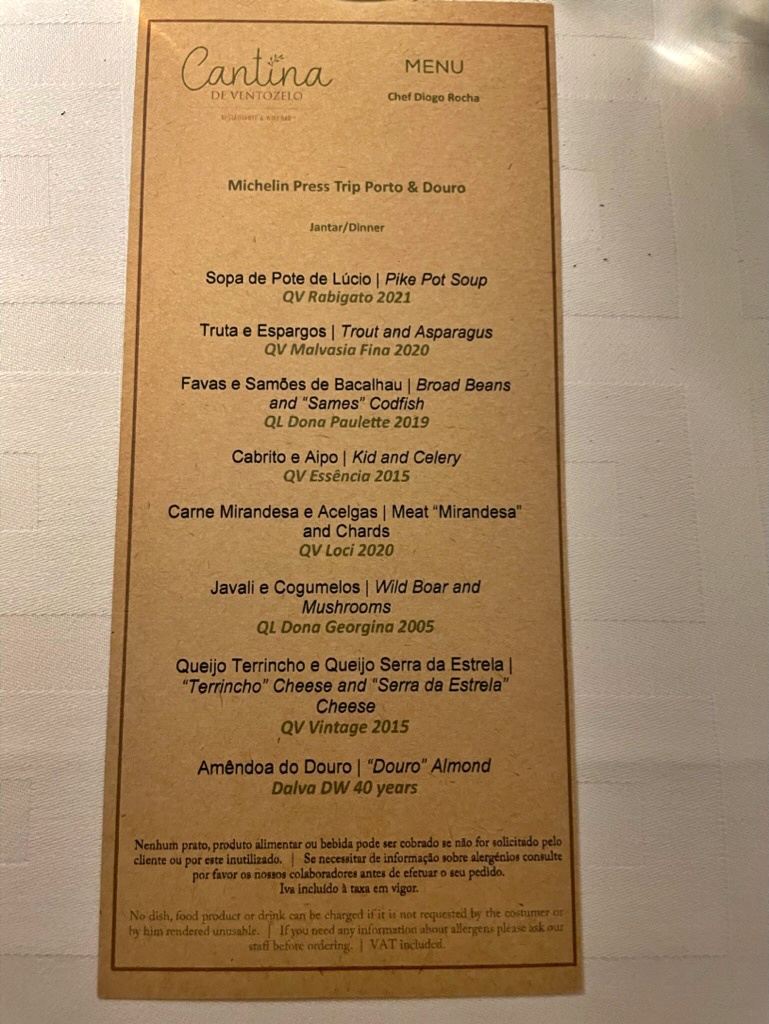 Cantina
DE VENTOZELO
MENU
Chef Diogo Rocha
Michelin Press Trip Porto & Douro
Jantar/Dinner
Sopa de Pote de Lúcio | Pike Pot Soup
QV Rabigato 2021
Truta e Espargos | Trout and Asparagus
QV Malvasia Fina 2020
Favas e Samões de Bacalhau | Broad Beans
and “Sames” Codfish
QL Dona Paulette 2019
Cabrito e Aipo | Kid and Celery
QV Essência 2015
Carne Mirandesa e Acelgas | Meat “Mirandesa”
and Chards
QV Loci 2020
Javali e Cogumelos | Wild Boar and
Mushrooms
QL Dona Georgina 2005
Queijo Terrincho e Queijo Serra da Estrela |
“Terrincho” Cheese and “Serra da Estrela”
Cheese
QV Vintage 2015
Amêndoa do Douro | “Douro” Almond
Dalva DW 40 years
Nenhum prato, produto alimentar ou bebida pode ser cobrado se não for solicitado pelo
cliente ou por este inutilizado. | Se necessitar de informação sobre alergénios consulte
por favor os nossos colaboradores antes de efetuar o seu pedido.
Iva incluído à taxa em vigor.
No dish, food product or drink can be charged if it is not requested by the costumer or
by him rendered unusable. | If you need any information about allergens please ask our
staff before ordering. | VAT included.